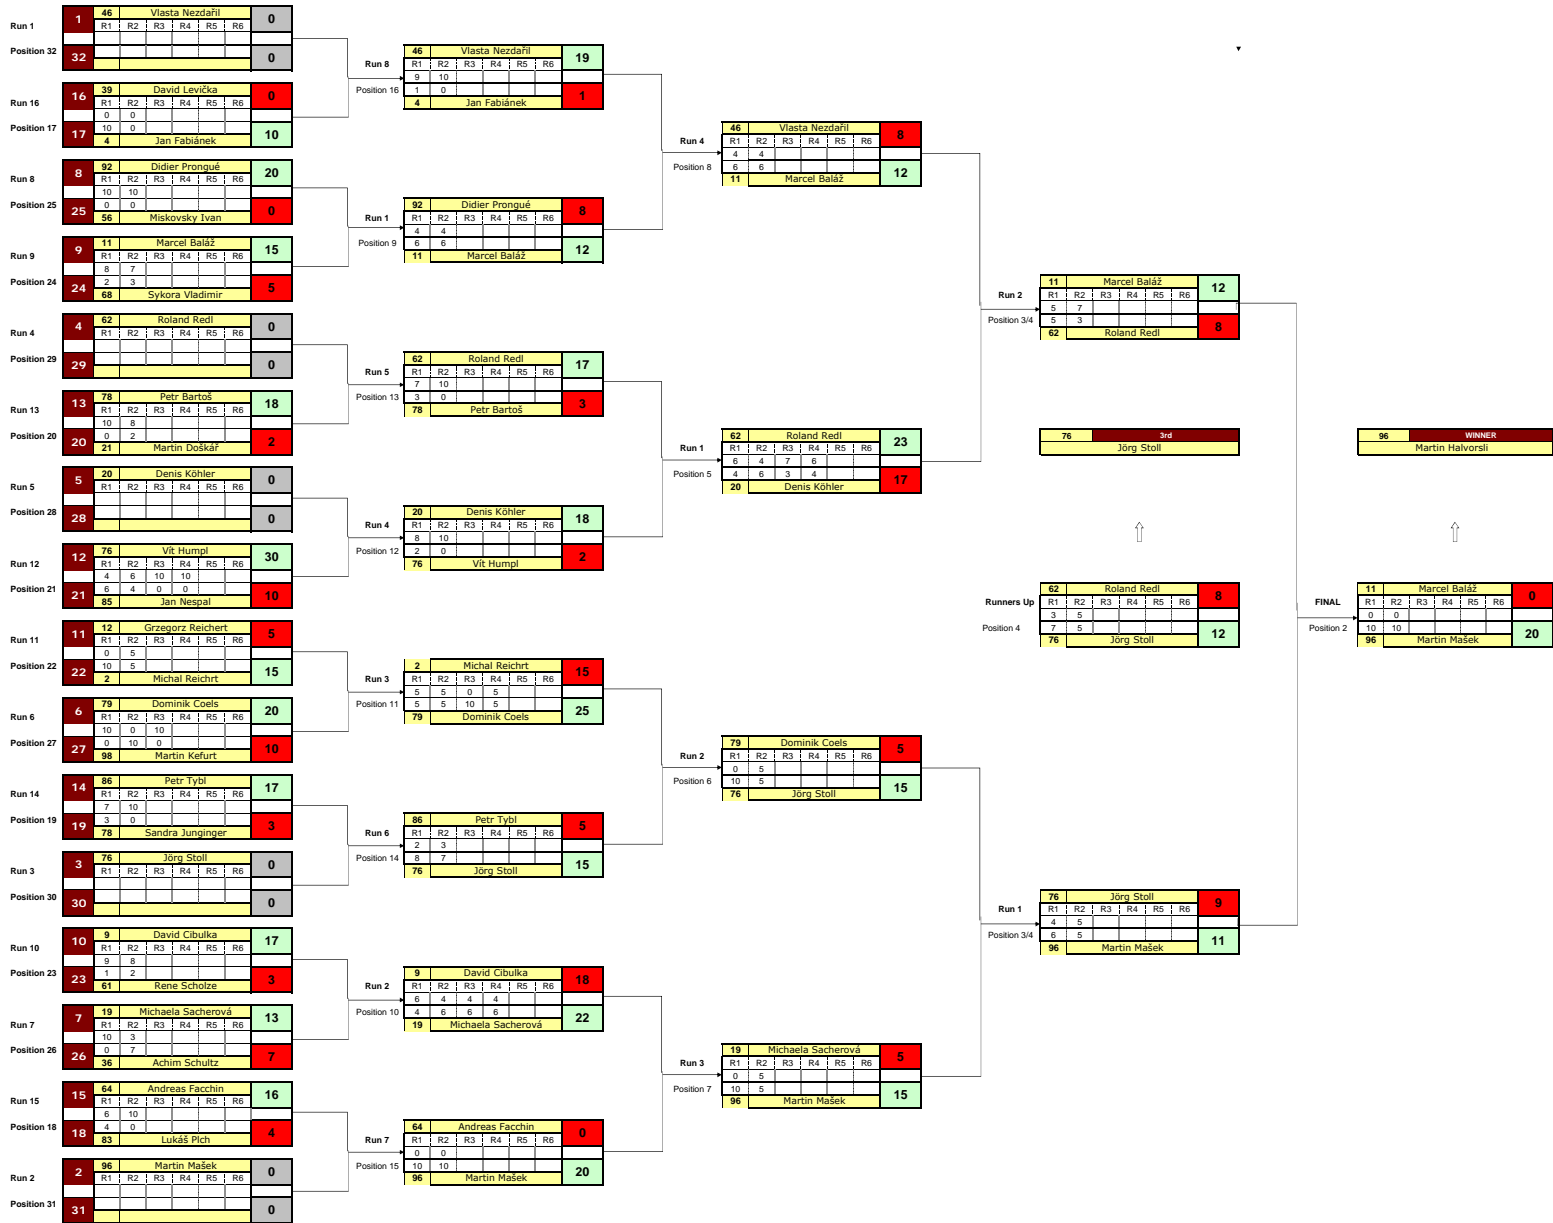 Run 1 Position 32
1 46 Vlasta Nezdařil 0
R1 R2 R3 R4 R5 R6
32 0
Run 16 Position 17
16 39 David Levička 0
R1 R2 R3 R4 R5 R6
0 0
10 0
17 4 Jan Fabiánek 10
Run 8 Position 25
8 92 Didier Prongué 20
R1 R2 R3 R4 R5 R6
10 10
0 0
25 56 Miskovsky Ivan 0
Run 9 Position 24
9 11 Marcel Baláž 15
R1 R2 R3 R4 R5 R6
8 7
2 3
24 68 Sykora Vladimir 5
Run 4 Position 29
4 62 Roland Redl 0
R1 R2 R3 R4 R5 R6
29 0
Run 13 Position 20
13 78 Petr Bartoš 18
R1 R2 R3 R4 R5 R6
10 8
0 2
20 21 Martin Doškář 2
Run 5 Position 28
5 20 Denis Köhler 0
R1 R2 R3 R4 R5 R6
28 0
Run 12 Position 21
12 76 Vít Humpl 30
R1 R2 R3 R4 R5 R6
4 6 10 10
6 4 0 0
21 85 Jan Nespal 10
Run 11 Position 22
11 12 Grzegorz Reichert 5
R1 R2 R3 R4 R5 R6
0 5
10 5
22 2 Michal Reichrt 15
Run 6 Position 27
6 79 Dominik Coels 20
R1 R2 R3 R4 R5 R6
10 0 10
0 10 0
27 98 Martin Kefurt 10
Run 14 Position 19
14 86 Petr Tybl 17
R1 R2 R3 R4 R5 R6
7 10
3 0
19 78 Sandra Junginger 3
Run 3 Position 30
3 76 Jörg Stoll 0
R1 R2 R3 R4 R5 R6
30 0
Run 10 Position 23
10 9 David Cibulka 17
R1 R2 R3 R4 R5 R6
9 8
1 2
23 61 Rene Scholze 3
Run 7 Position 26
7 19 Michaela Sacherová 13
R1 R2 R3 R4 R5 R6
10 3
0 7
26 36 Achim Schultz 7
Run 15 Position 18
15 64 Andreas Facchin 16
R1 R2 R3 R4 R5 R6
6 10
4 0
18 83 Lukáš Plch 4
Run 2 Position 31
2 96 Martin Mašek 0
R1 R2 R3 R4 R5 R6
31 0
Run 8 Position 16
46 Vlasta Nezdařil 19
R1 R2 R3 R4 R5 R6
9 10
1 0
4 Jan Fabiánek 1
Run 1 Position 9
92 Didier Prongué 8
R1 R2 R3 R4 R5 R6
4 4
6 6
11 Marcel Baláž 12
Run 5 Position 13
62 Roland Redl 17
R1 R2 R3 R4 R5 R6
7 10
3 0
78 Petr Bartoš 3
Run 4 Position 12
20 Denis Köhler 18
R1 R2 R3 R4 R5 R6
8 10
2 0
76 Vít Humpl 2
Run 3 Position 11
2 Michal Reichrt 15
R1 R2 R3 R4 R5 R6
5 5 0 5
5 5 10 5
79 Dominik Coels 25
Run 6 Position 14
86 Petr Tybl 5
R1 R2 R3 R4 R5 R6
2 3
8 7
76 Jörg Stoll 15
Run 2 Position 10
9 David Cibulka 18
R1 R2 R3 R4 R5 R6
6 4 4 4
4 6 6 6
19 Michaela Sacherová 22
Run 7 Position 15
64 Andreas Facchin 0
R1 R2 R3 R4 R5 R6
0 0
10 10
96 Martin Mašek 20
Run 4 Position 8
46 Vlasta Nezdařil 8
R1 R2 R3 R4 R5 R6
4 4
6 6
11 Marcel Baláž 12
Run 1 Position 5
62 Roland Redl 23
R1 R2 R3 R4 R5 R6
6 4 7 6
4 6 3 4
20 Denis Köhler 17
Run 2 Position 6
79 Dominik Coels 5
R1 R2 R3 R4 R5 R6
0 5
10 5
76 Jörg Stoll 15
Run 3 Position 7
19 Michaela Sacherová 5
R1 R2 R3 R4 R5 R6
0 5
10 5
96 Martin Mašek 15
Run 2 Position 3/4
11 Marcel Baláž 12
R1 R2 R3 R4 R5 R6
5 7
5 3
62 Roland Redl 8
76 3rd
Jörg Stoll
Runners Up Position 4
62 Roland Redl 8
R1 R2 R3 R4 R5 R6
3 5
7 5
76 Jörg Stoll 12
Run 1 Position 3/4
76 Jörg Stoll 9
R1 R2 R3 R4 R5 R6
4 5
6 5
96 Martin Mašek 11
96 WINNER
Martin Halvorsli
FINAL Position 2
11 Marcel Baláž 0
R1 R2 R3 R4 R5 R6
0 0
10 10
96 Martin Mašek 20